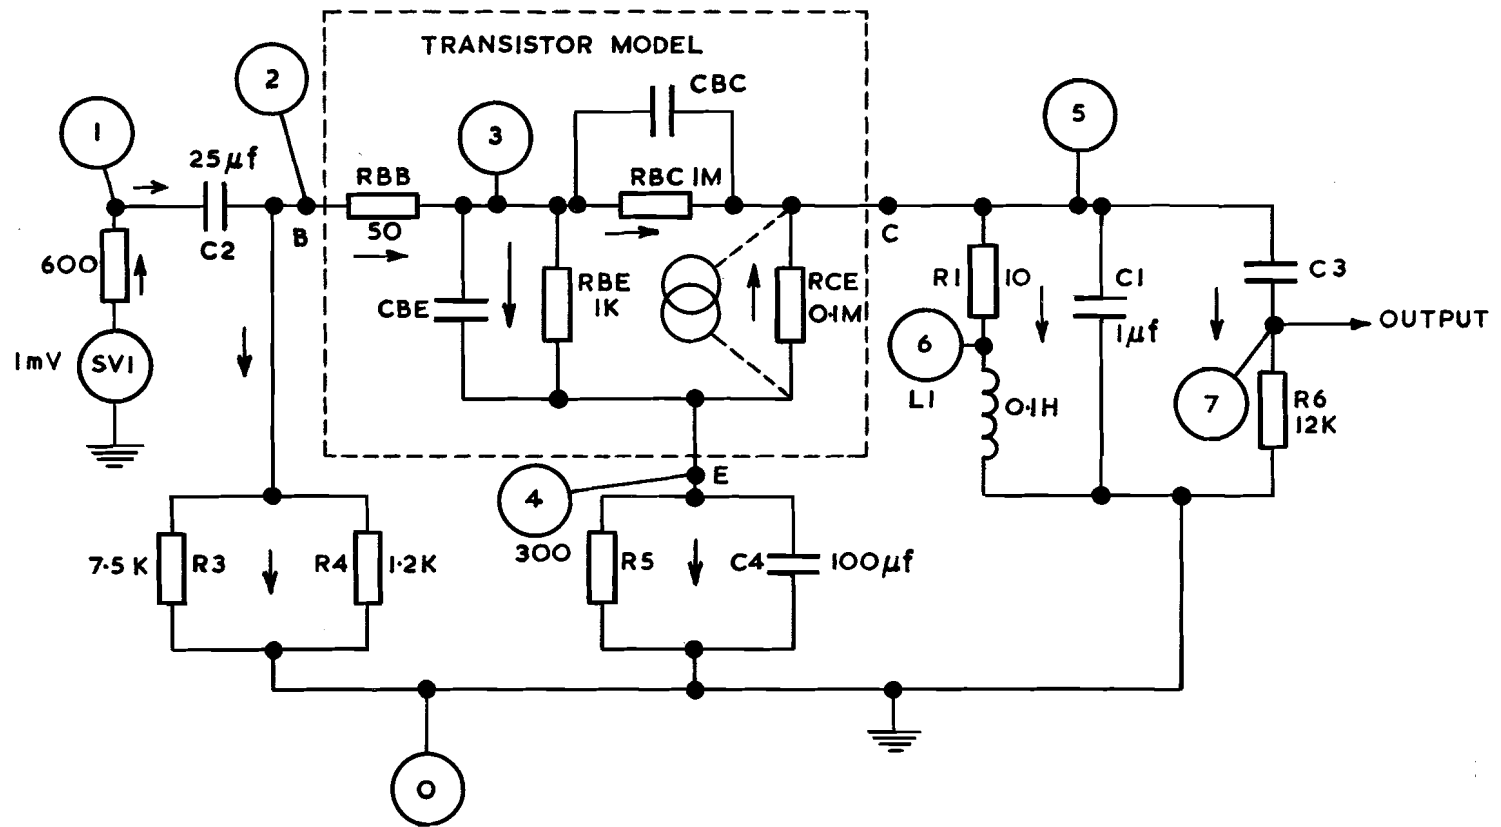 TRANSISTOR MODEL
CBC
2
1
3
5
25μf
RBB
RBC 1M
50
B
C
C2
600
RBE
1K
RCE
0·1M
R1
10
C1
1μf
C3
CBE
6
OUTPUT
1mV
SV1
L1
0·1H
7
R6
12K
E
4
300
7·5K
R3
R4
1·2K
R5
C4
100μf
0